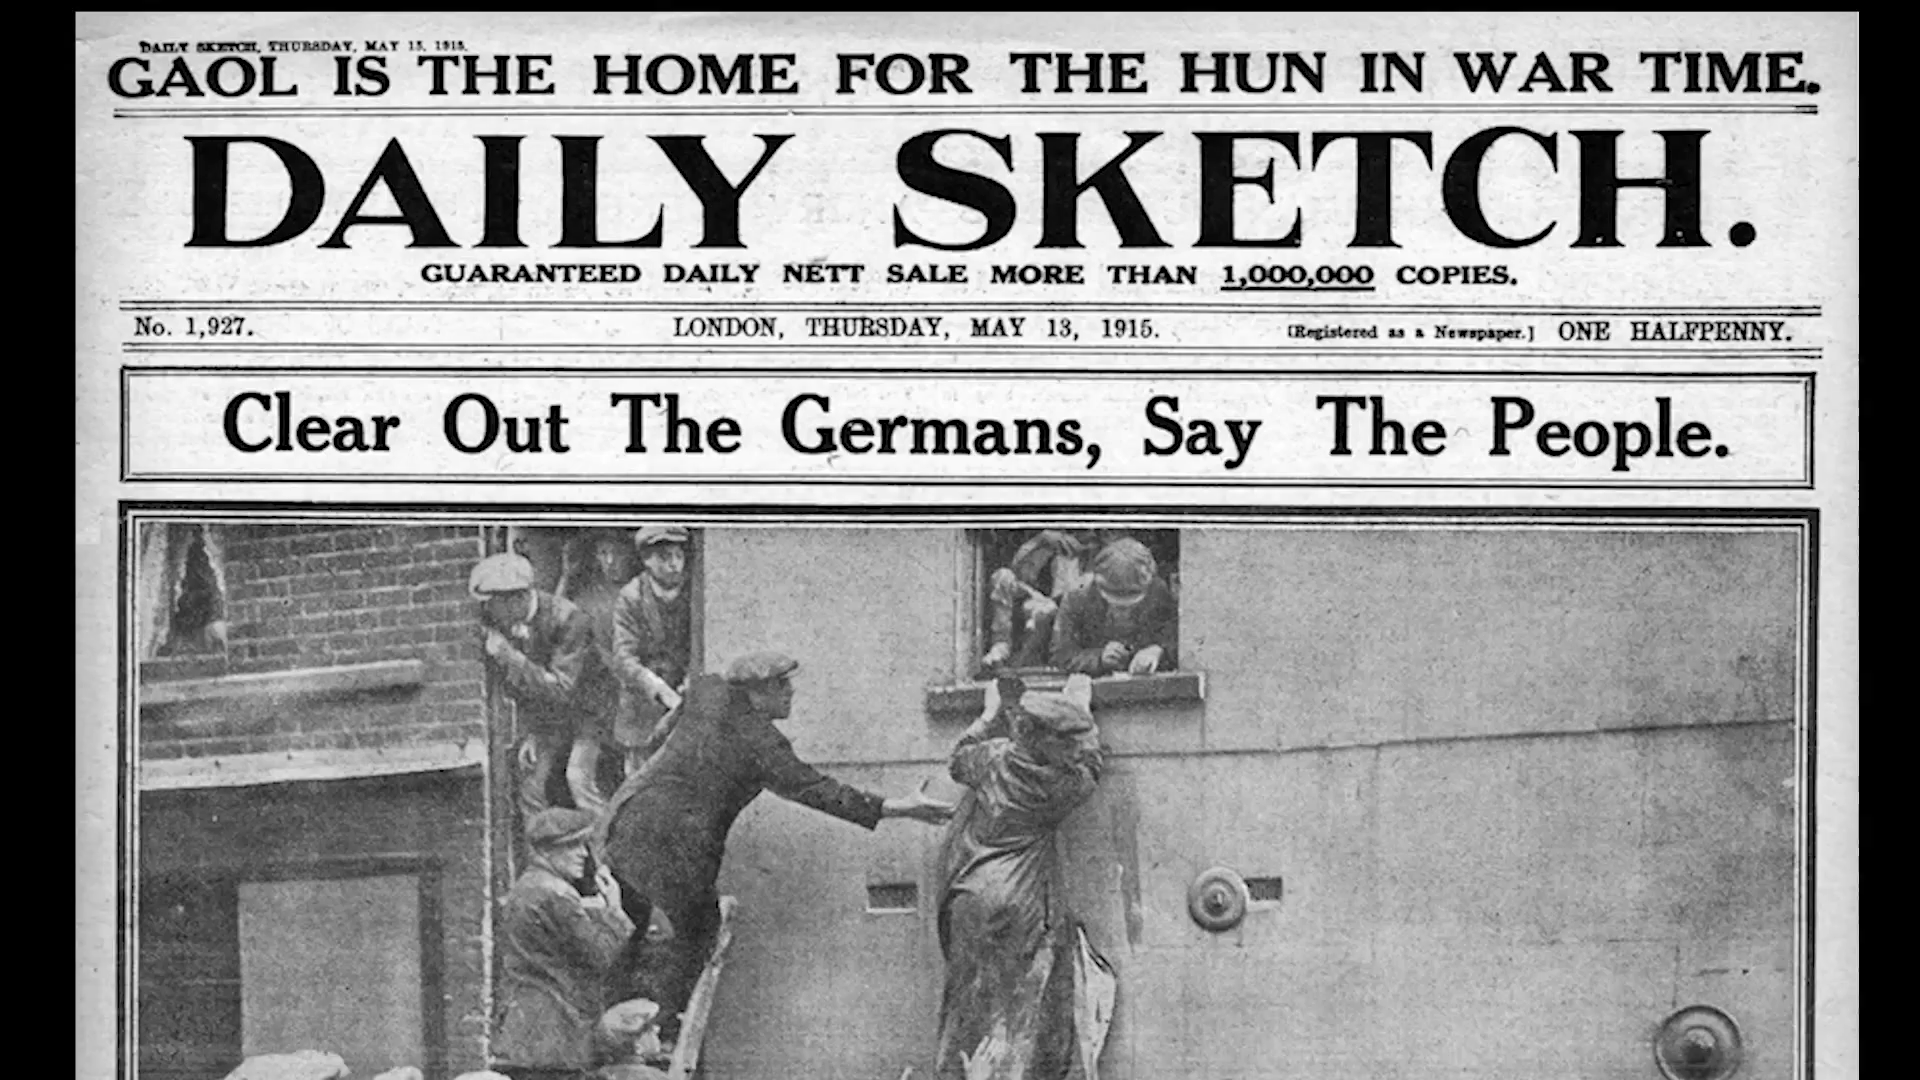 DAILY SKETCH, THURSDAY, MAY 13, 1915.
GAOL IS THE HOME FOR THE HUN IN WAR TIME.
DAILY SKETCH.
GUARANTEED DAILY NETT SALE MORE THAN 1,000,000 COPIES.
No. 1,927. LONDON, THURSDAY, MAY 13, 1915. [Registered as a Newspaper.] ONE HALFPENNY.
Clear Out The Germans, Say The People.